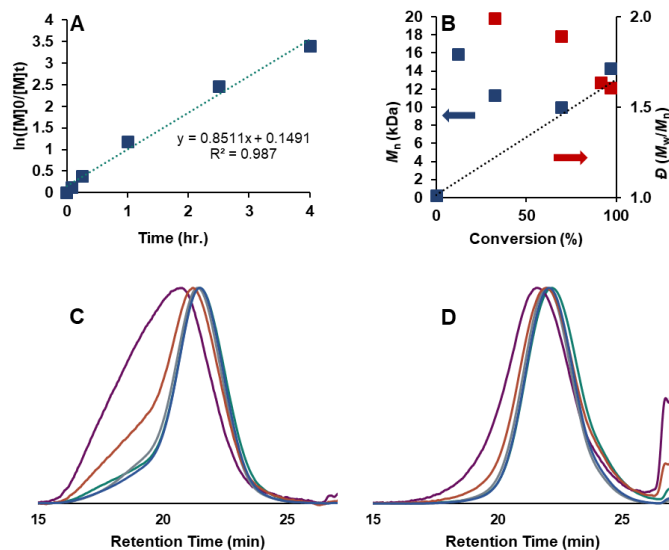 A
4
3.5
3
2.5
2
1.5
1
0.5
0
ln([M]0/[M]t)
y = 0.8511x + 0.1491
R² = 0.987
0 1 2 3 4
Time (hr.)
B
20
18
16
14
12
10
8
6
4
2
0
Mn (kDa)
2.0
1.5
1.0
Đ (Mw/Mn)
0 50 100
Conversion (%)
C
15 20 25
Retention Time (min)
D
15 20 25
Retention Time (min)